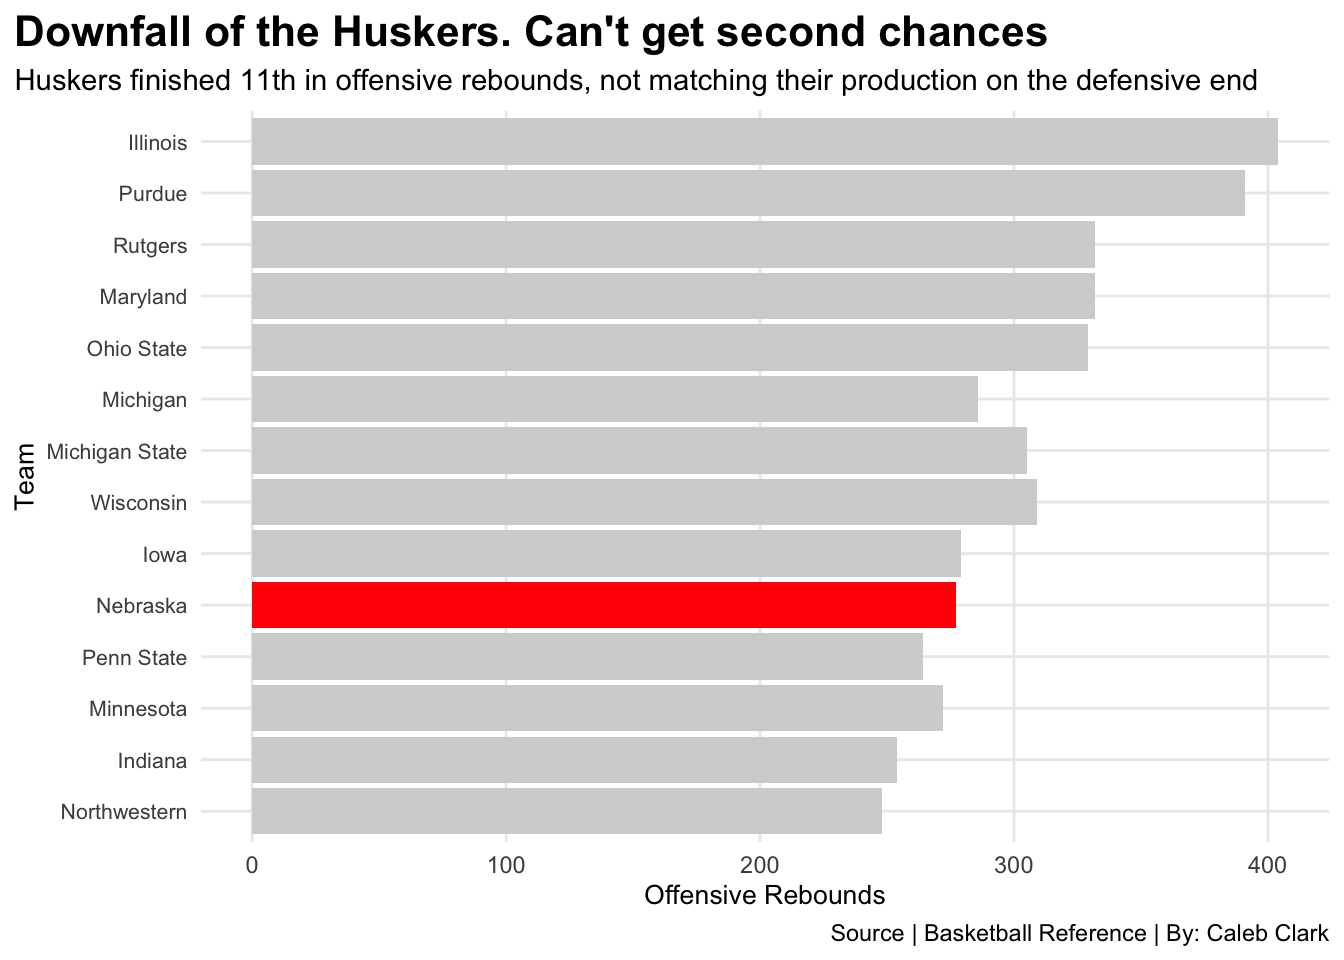 Downfall of the Huskers. Can't get second chances
Huskers finished 11th in offensive rebounds, not matching their production on the defensive end
Illinois
Purdue
Rutgers
Maryland
Ohio State
Michigan
Michigan State
Wisconsin
Iowa
Nebraska
Penn State
Minnesota
Indiana
Northwestern
Team
0 100 200 300 400
Offensive Rebounds
Source | Basketball Reference | By: Caleb Clark